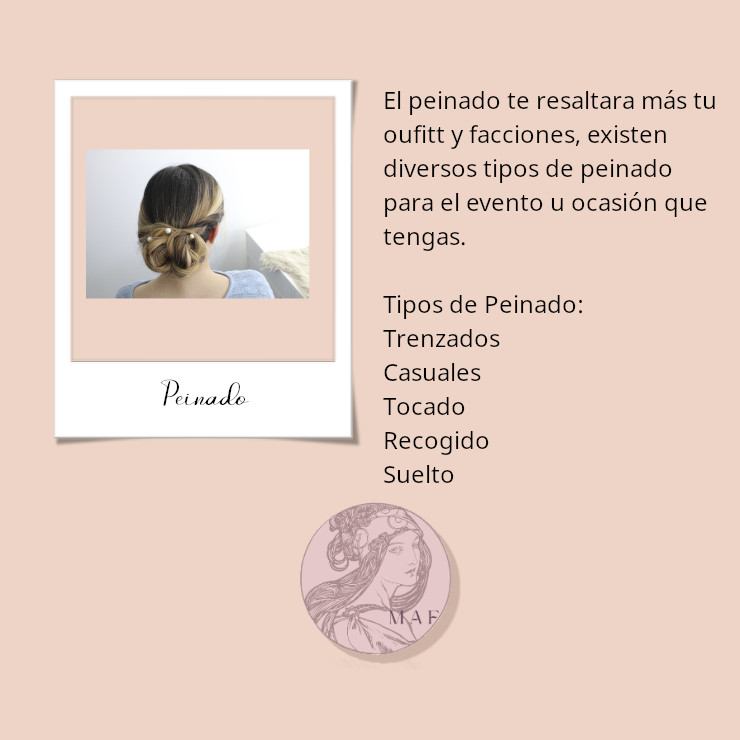 El peinado te resaltara más tu
oufitt y facciones, existen
diversos tipos de peinado
para el evento u ocasión que
tengas.
Tipos de Peinado:
Trenzados
Casuales
Tocado
Recogido
Suelto
Peinado
MAF